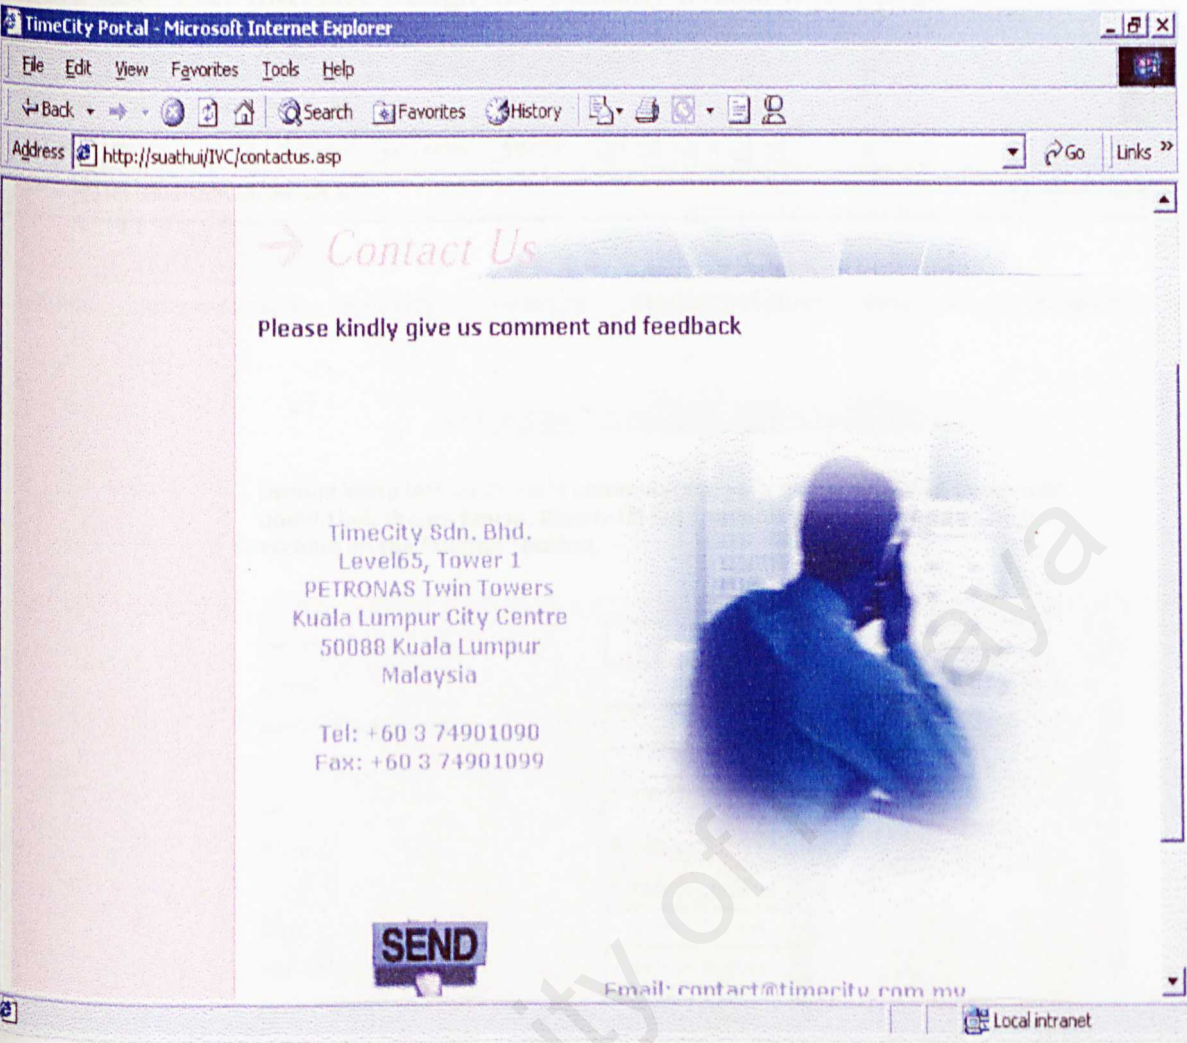 TimeCity Portal - Microsoft Internet Explorer
File Edit View Favorites Tools Help
Back Search Favorites History
Address http://suathui/IVC/contactus.asp Go Links »
Contact Us
Please kindly give us comment and feedback
TimeCity Sdn. Bhd.
Level65, Tower 1
PETRONAS Twin Towers
Kuala Lumpur City Centre
50088 Kuala Lumpur
Malaysia
Tel: +60 3 74901090
Fax: +60 3 74901099
SEND
Email: contact@timecity.com.my
Local intranet
ity of aya